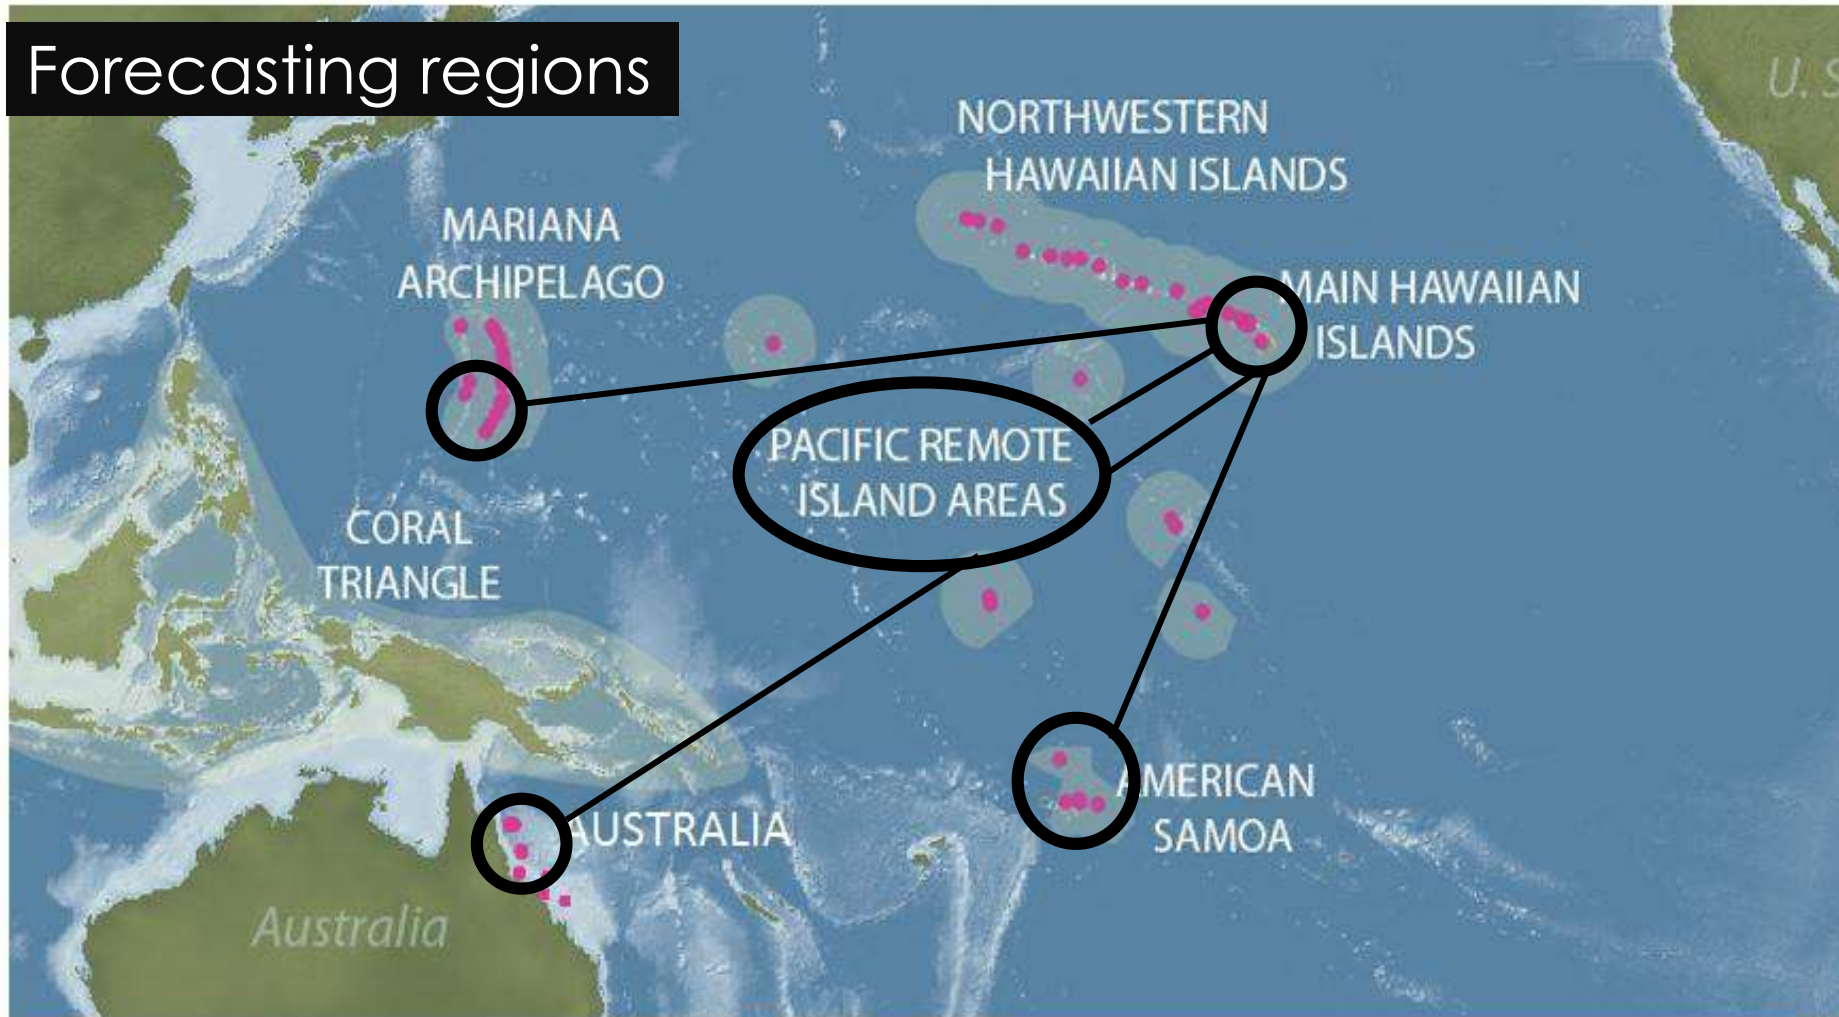 Forecasting regions
U.S
NORTHWESTERN
HAWAIIAN ISLANDS
MARIANA
ARCHIPELAGO
MAIN HAWAIIAN
ISLANDS
PACIFIC REMOTE
ISLAND AREAS
CORAL
TRIANGLE
AMERICAN
SAMOA
AUSTRALIA
Australia